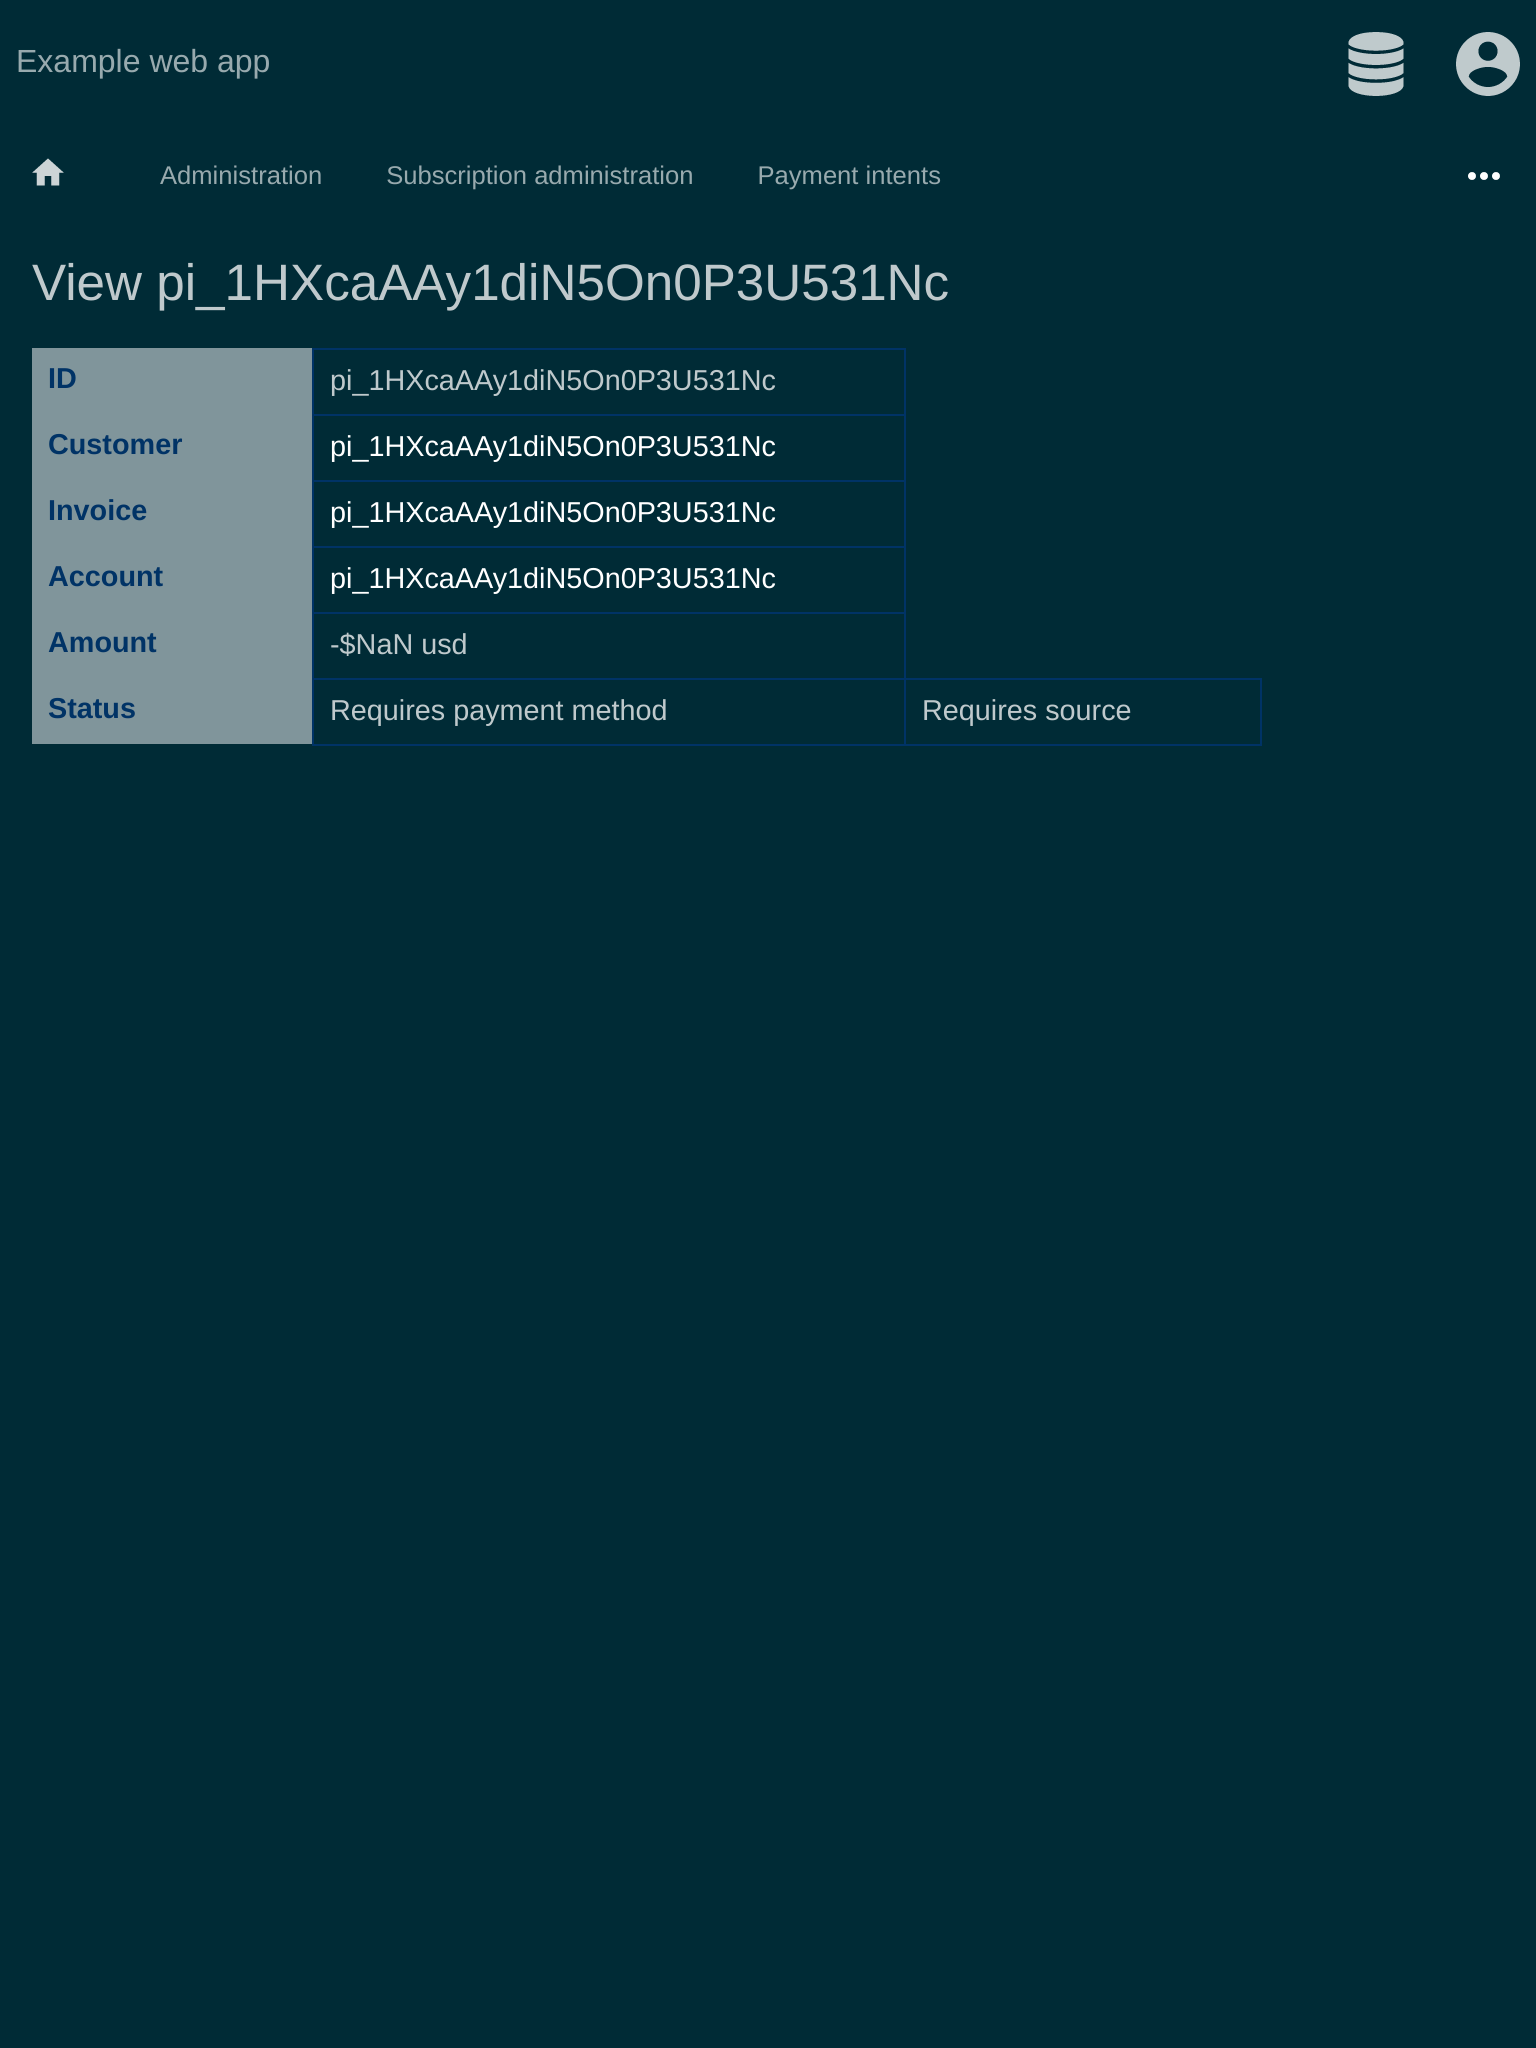 Example web app
Administration Subscription administration Payment intents
View pi_1HXcaAAy1diN5On0P3U531Nc
ID pi_1HXcaAAy1diN5On0P3U531Nc
Customer pi_1HXcaAAy1diN5On0P3U531Nc
Invoice pi_1HXcaAAy1diN5On0P3U531Nc
Account pi_1HXcaAAy1diN5On0P3U531Nc
Amount -$NaN usd
Status Requires payment method Requires source